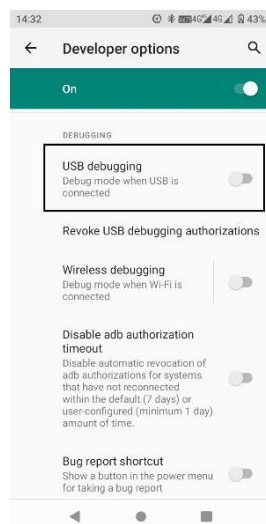 14:32 4G 4G 43%
Developer options
On
DEBUGGING
USB debugging
Debug mode when USB is
connected
Revoke USB debugging authorizations
Wireless debugging
Debug mode when Wi-Fi is
connected
Disable adb authorization
timeout
Disable automatic revocation of
adb authorizations for systems
that have not reconnected
within the default (7 days) or
user-configured (minimum 1 day)
amount of time.
Bug report shortcut
Show a button in the power menu
for taking a bug report